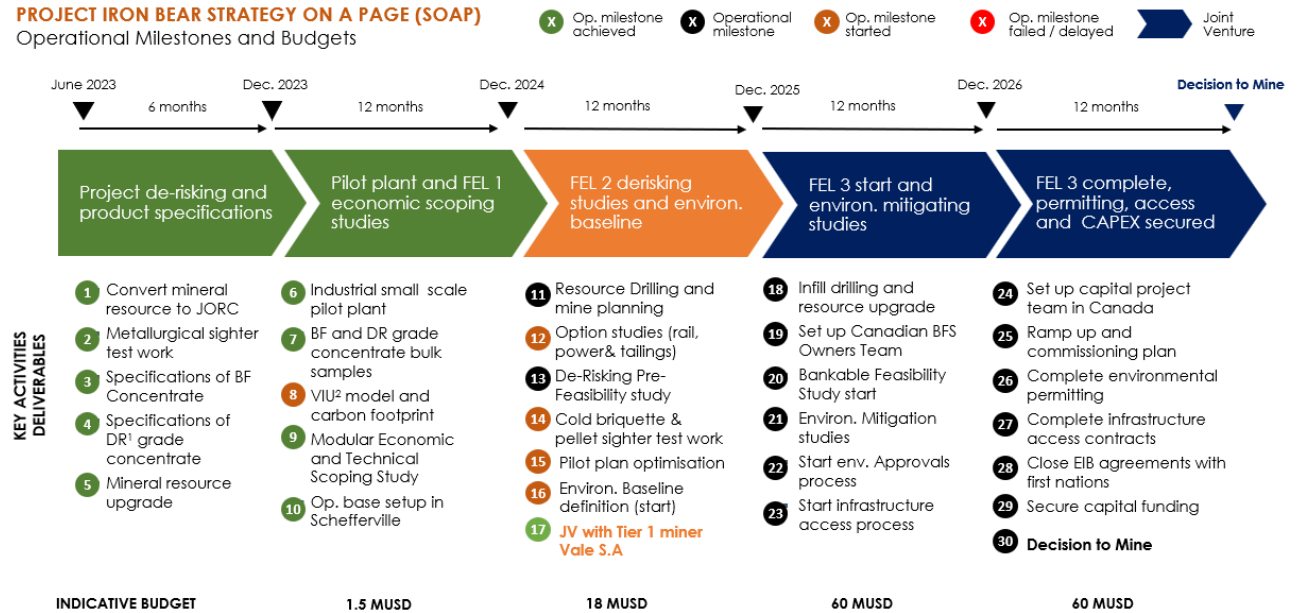 PROJECT IRON BEAR STRATEGY ON A PAGE (SOAP)
Operational Milestones and Budgets
X Op. milestone
achieved
X Operational
milestone
X Op. milestone
started
X Op. milestone
failed / delayed
Joint
Venture
June 2023
Dec. 2023
Dec. 2024
Dec. 2025
Dec. 2026
Decision to Mine
6 months
12 months
12 months
12 months
12 months
Project de-risking and
product specifications
Pilot plant and FEL 1
economic scoping
studies
FEL 2 derisking
studies and environ.
baseline
FEL 3 start and
environ. mitigating
studies
FEL 3 complete,
permitting, access
and CAPEX secured
KEY ACTIVITIES
DELIVERABLES
1 Convert mineral
resource to JORC
2 Metallurgical sighter
test work
3 Specifications of BF
Concentrate
4 Specifications of
DR¹ grade
concentrate
5 Mineral resource
upgrade
6 Industrial small scale
pilot plant
7 BF and DR grade
concentrate bulk
samples
8 VIU² model and
carbon footprint
9 Modular Economic
and Technical
Scoping Study
10 Op. base setup in
Schefferville
11 Resource Drilling and
mine planning
12 Option studies (rail,
power& tailings)
13 De-Risking Pre-
Feasibility study
14 Cold briquette &
pellet sighter test work
15 Pilot plan optimisation
16 Environ. Baseline
definition (start)
17 JV with Tier 1 miner
Vale S.A
18 Infill drilling and
resource upgrade
19 Set up Canadian BFS
Owners Team
20 Bankable Feasibility
Study start
21 Environ. Mitigation
studies
22 Start env. Approvals
process
23 Start infrastructure
access process
24 Set up capital project
team in Canada
25 Ramp up and
commissioning plan
26 Complete environmental
permitting
27 Complete infrastructure
access contracts
28 Close EIB agreements with
first nations
29 Secure capital funding
30 Decision to Mine
INDICATIVE BUDGET
1.5 MUSD
18 MUSD
60 MUSD
60 MUSD